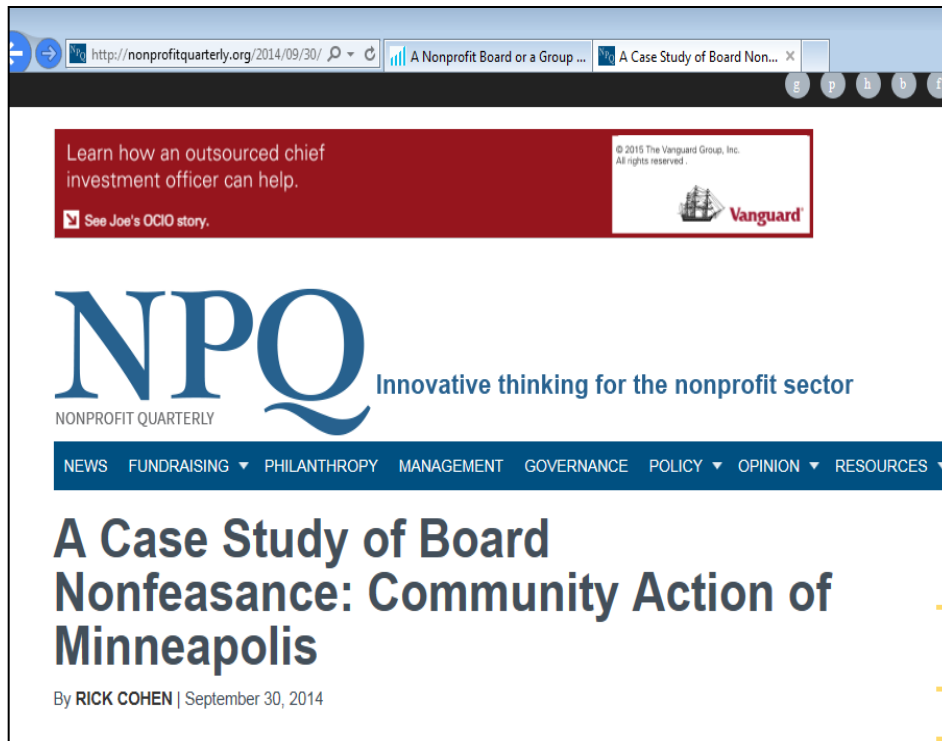 NPQ http://nonprofitquarterly.org/2014/09/30/ A Nonprofit Board or a Group ... NPQ A Case Study of Board Non... ×
g p h b f
Learn how an outsourced chief
investment officer can help.
See Joe's OCIO story.
© 2015 The Vanguard Group, Inc.
All rights reserved .
Vanguard
NPQ
NONPROFIT QUARTERLY
Innovative thinking for the nonprofit sector
NEWS FUNDRAISING PHILANTHROPY MANAGEMENT GOVERNANCE POLICY OPINION RESOURCES
A Case Study of Board
Nonfeasance: Community Action of
Minneapolis
By RICK COHEN | September 30, 2014